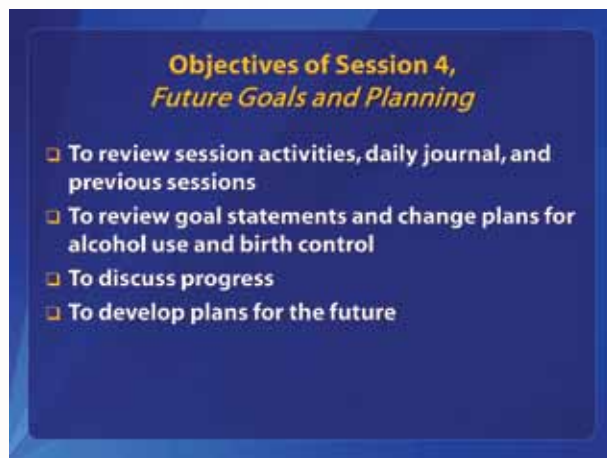 Objectives of Session 4,
Future Goals and Planning
To review session activities, daily journal, and
previous sessions
To review goal statements and change plans for
alcohol use and birth control
To discuss progress
To develop plans for the future